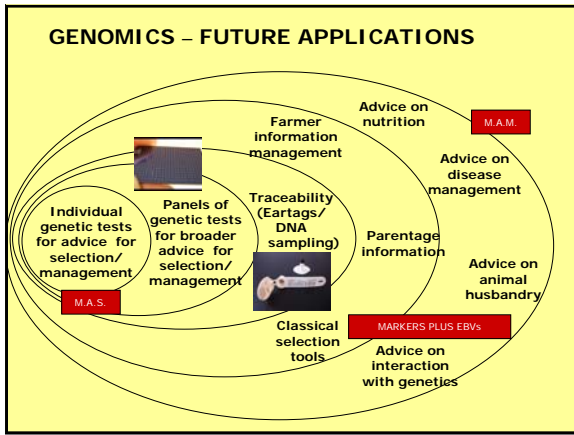 GENOMICS – FUTURE APPLICATIONS
Advice on
nutrition
M.A.M.
Farmer
information
management
Advice on
disease
management
Individual
genetic tests
for advice for
selection/
management
Panels of
genetic tests
for broader
advice for
selection/
management
Traceability
(Eartags/
DNA
sampling)
Parentage
information
Advice on
animal
husbandry
M.A.S.
Classical
selection
tools
MARKERS PLUS EBVs
Advice on
interaction
with genetics